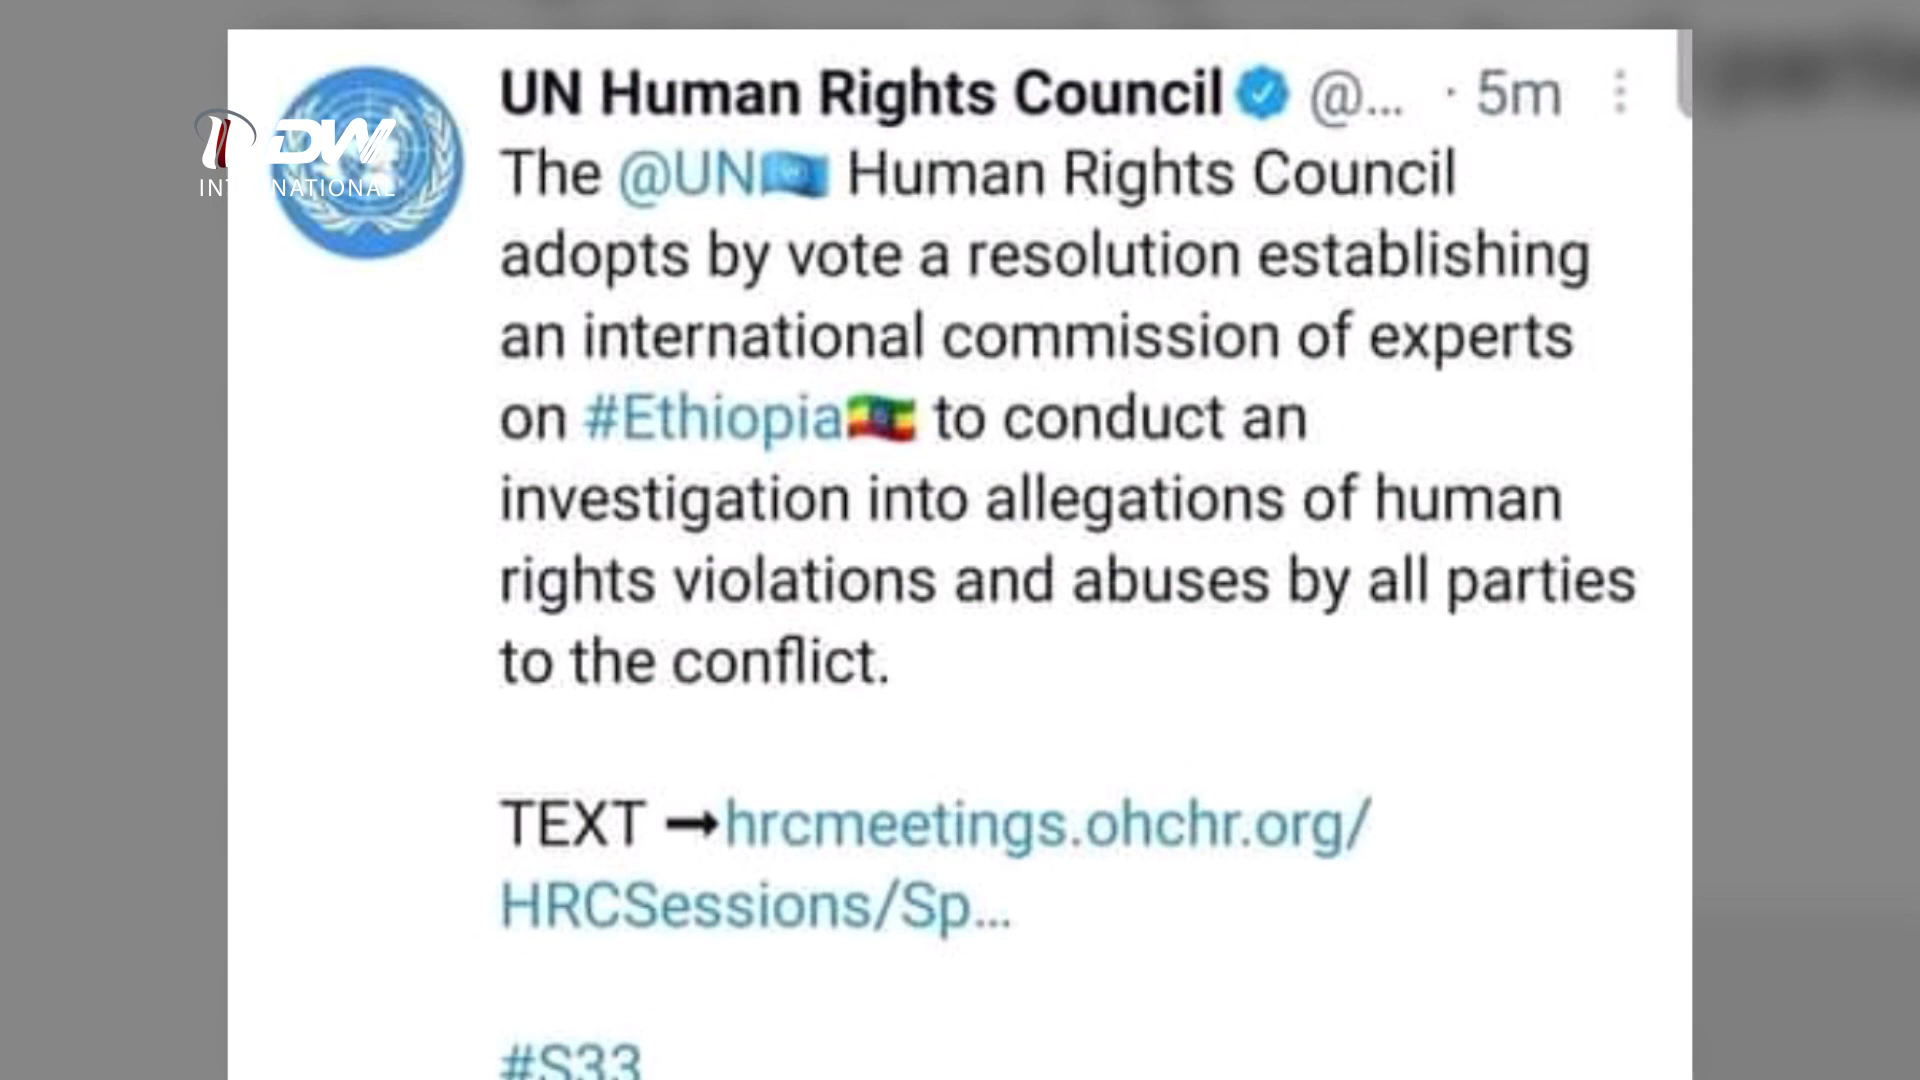 UN Human Rights Council @... · 5m
DW
INTERNATIONAL
The @UN🇺🇳 Human Rights Council
adopts by vote a resolution establishing
an international commission of experts
on #Ethiopia🇪🇹 to conduct an
investigation into allegations of human
rights violations and abuses by all parties
to the conflict.
TEXT ➞hrcmeetings.ohchr.org/
HRCSessions/Sp...
#S33